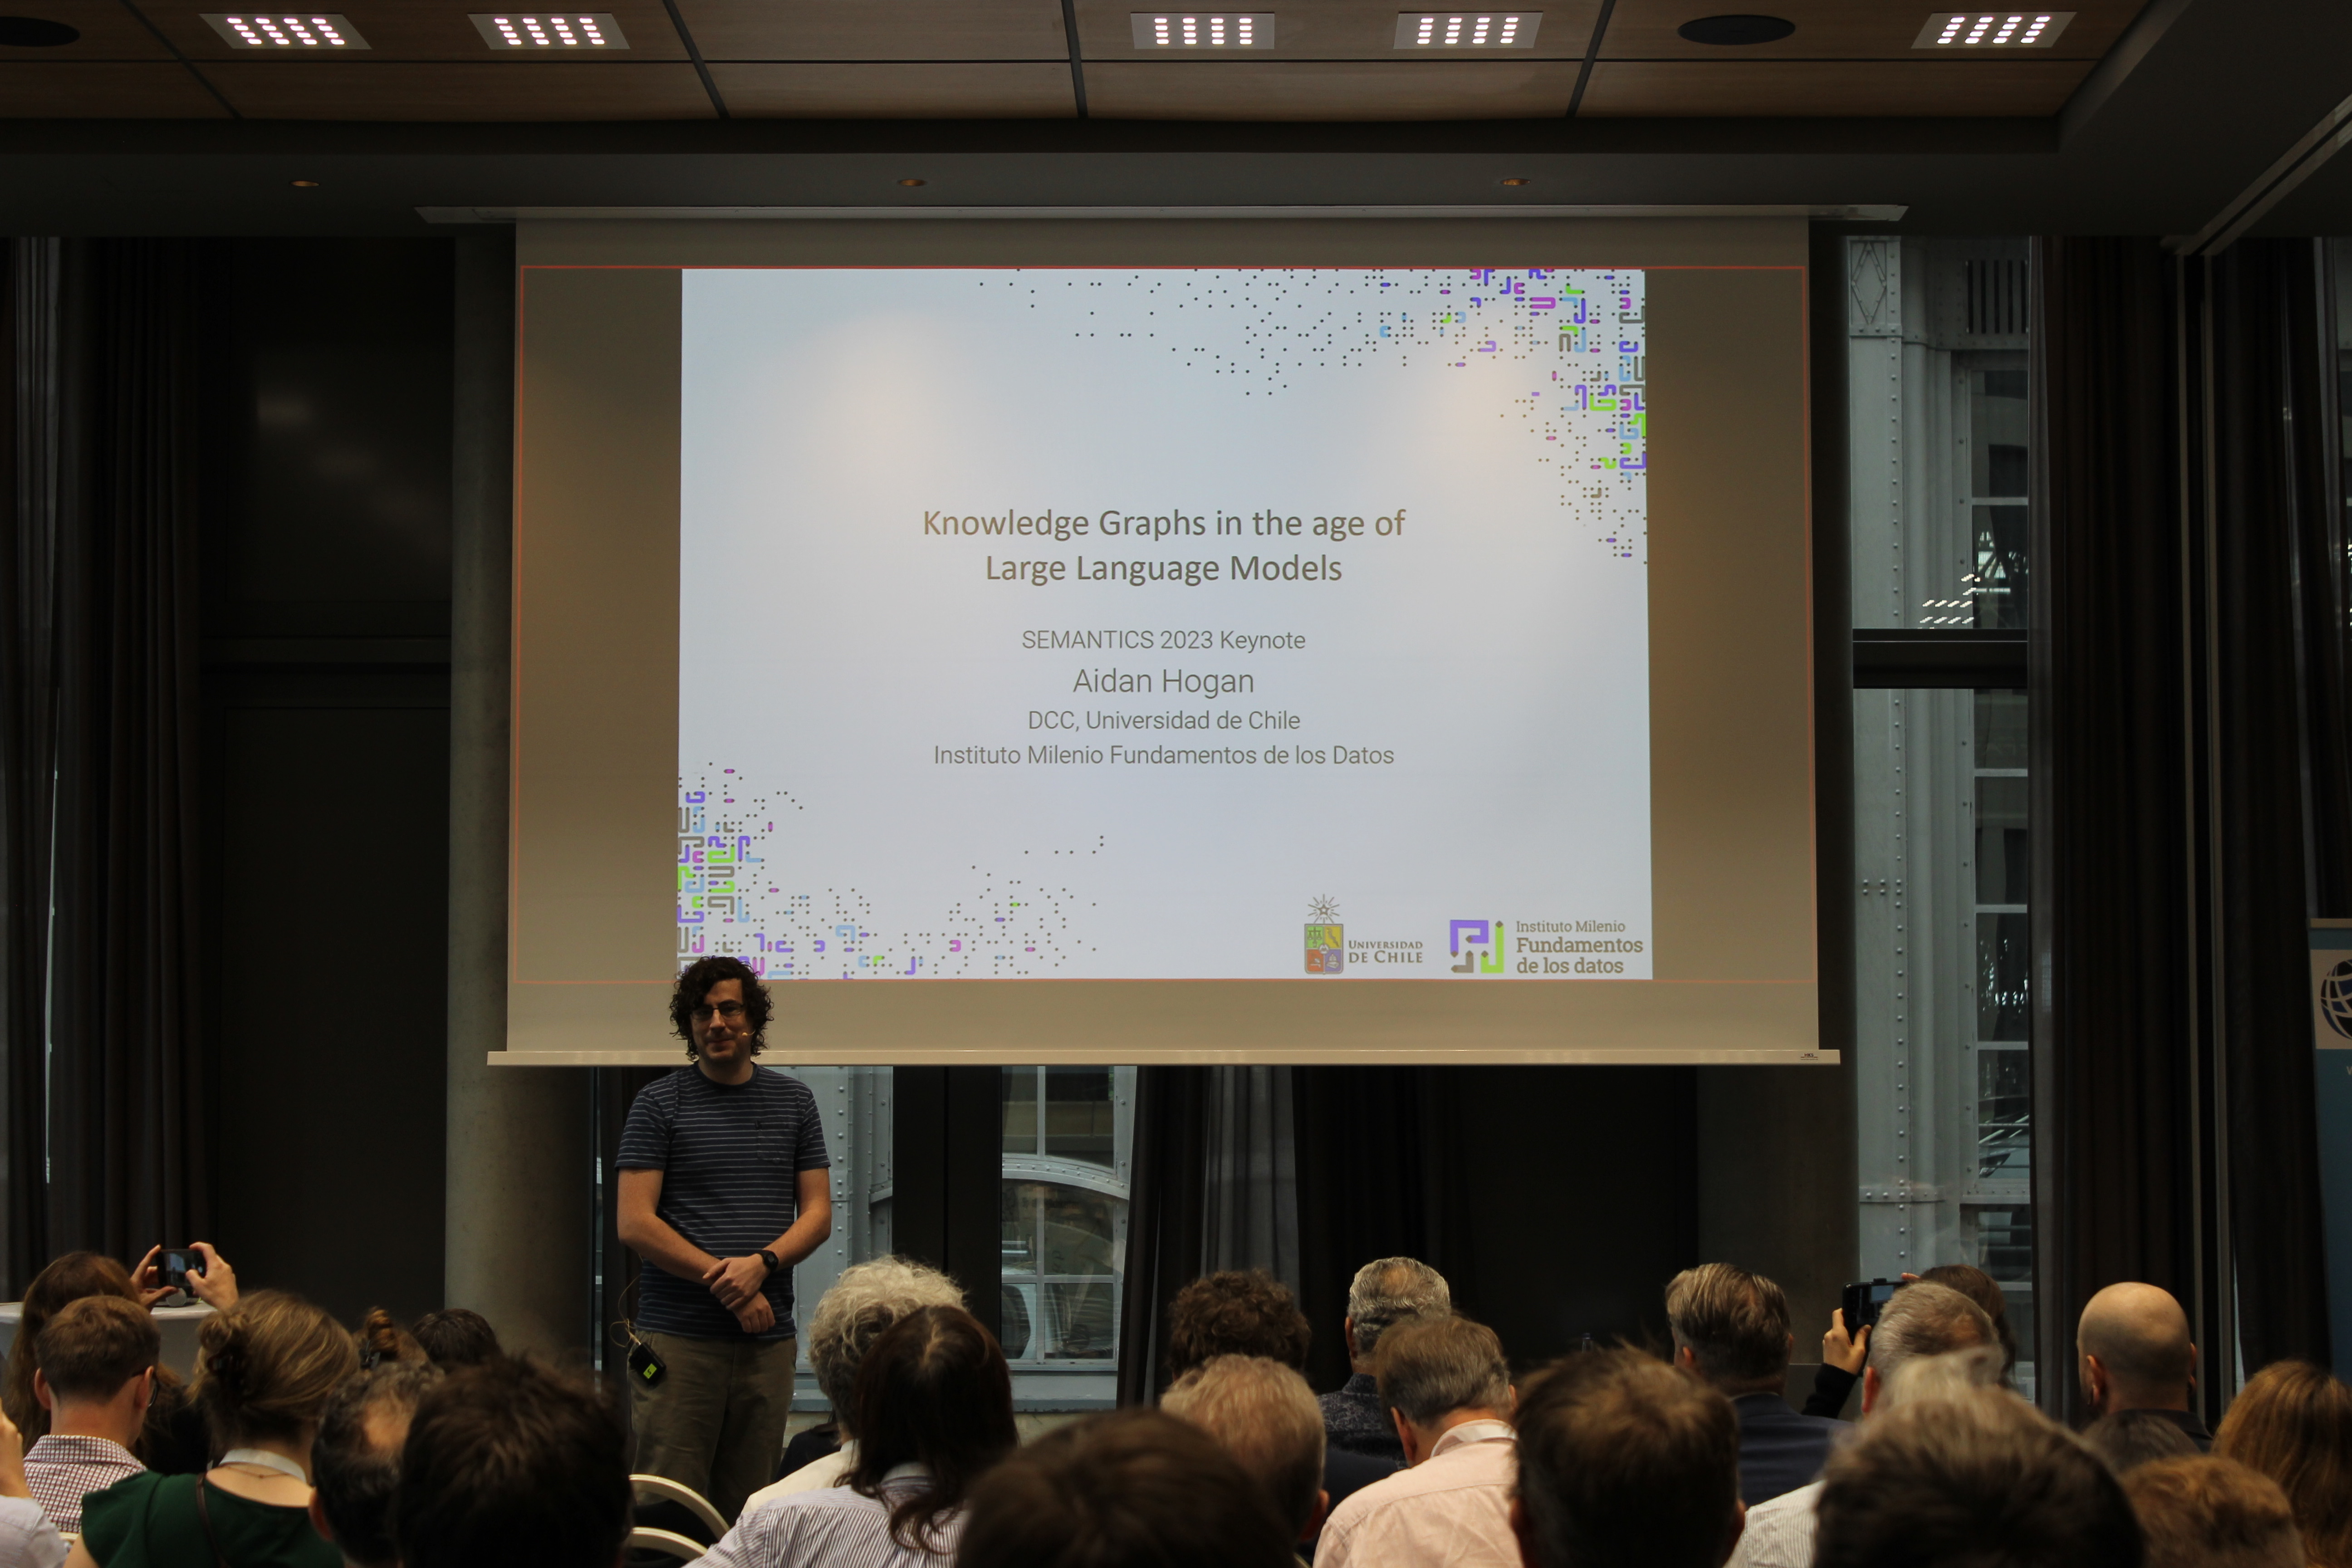 Knowledge Graphs in the age of
Large Language Models
SEMANTICS 2023 Keynote
Aidan Hogan
DCC, Universidad de Chile
Instituto Milenio Fundamentos de los Datos
UNIVERSIDAD
DE CHILE
Instituto Milenio
Fundamentos
de los datos